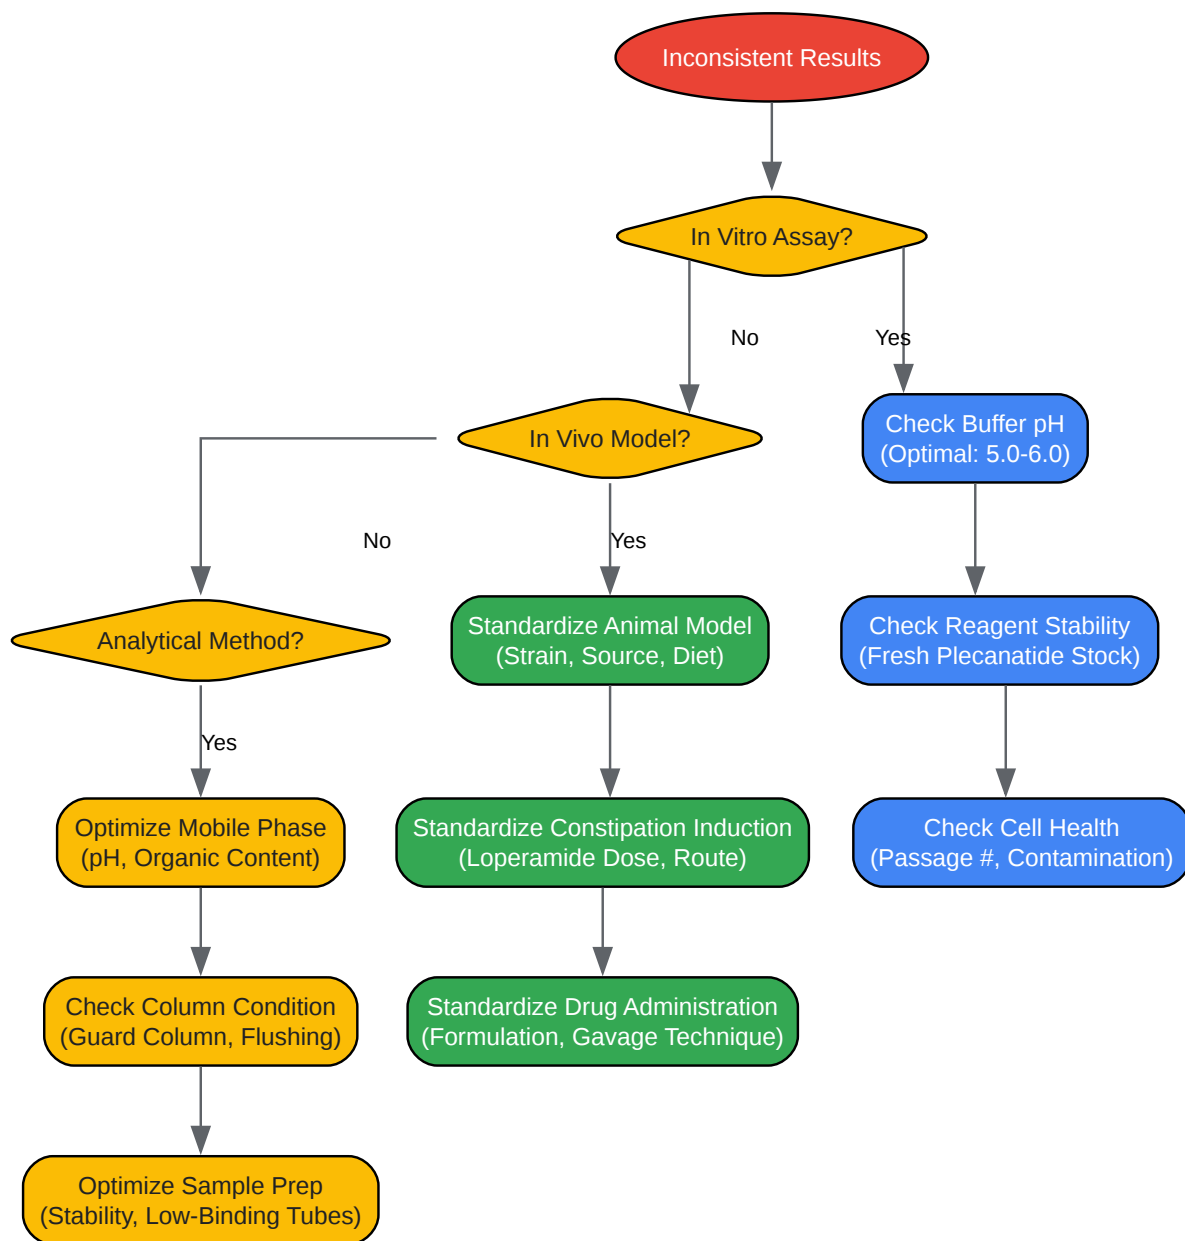 Inconsistent Results
In Vitro Assay?
No
Yes
Check Buffer pH
(Optimal: 5.0-6.0)
In Vivo Model?
No
Yes
Analytical Method?
Standardize Animal Model
(Strain, Source, Diet)
Check Reagent Stability
(Fresh Plecanatide Stock)
Yes
Optimize Mobile Phase
(pH, Organic Content)
Standardize Constipation Induction
(Loperamide Dose, Route)
Check Cell Health
(Passage #, Contamination)
Check Column Condition
(Guard Column, Flushing)
Standardize Drug Administration
(Formulation, Gavage Technique)
Optimize Sample Prep
(Stability, Low-Binding Tubes)